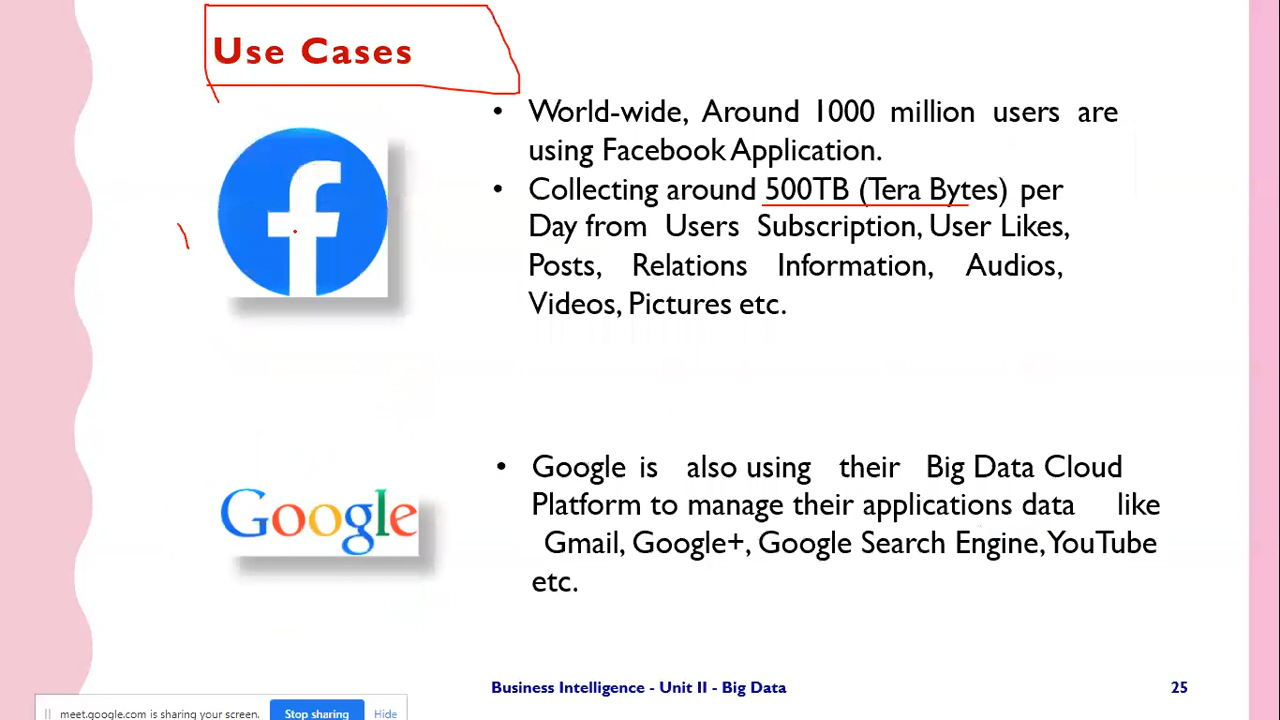 Use Cases
• World-wide, Around 1000 million users are
using Facebook Application.
• Collecting around 500TB (Tera Bytes) per
Day from Users Subscription, User Likes,
Posts, Relations Information, Audios,
Videos, Pictures etc.
Google
• Google is also using their Big Data Cloud
Platform to manage their applications data like
Gmail, Google+, Google Search Engine, YouTube
etc.
Business Intelligence - Unit II - Big Data
25
meet.google.com is sharing your screen. Stop sharing Hide